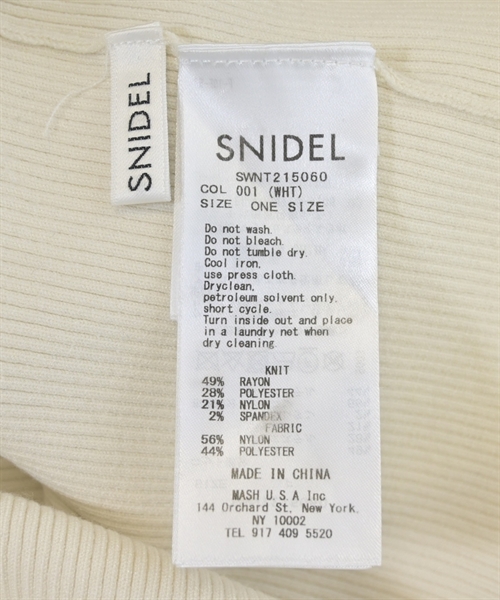 SNIDEL
SNIDEL
SWNT215060
COL 001 (WHT)
SIZE ONE SIZE
Do not wash.
Do not bleach.
Do not tumble dry.
Cool iron,
use press cloth.
Dryclean,
petroleum solvent only.
short cycle.
Turn inside out and place
in a laundry net when
dry cleaning.
KNIT
49% RAYON
28% POLYESTER
21% NYLON
2% SPANDEX
FABRIC
56% NYLON
44% POLYESTER
MADE IN CHINA
MASH U.S.A Inc
144 Orchard St, New York,
NY 10002
TEL 917 409 5520